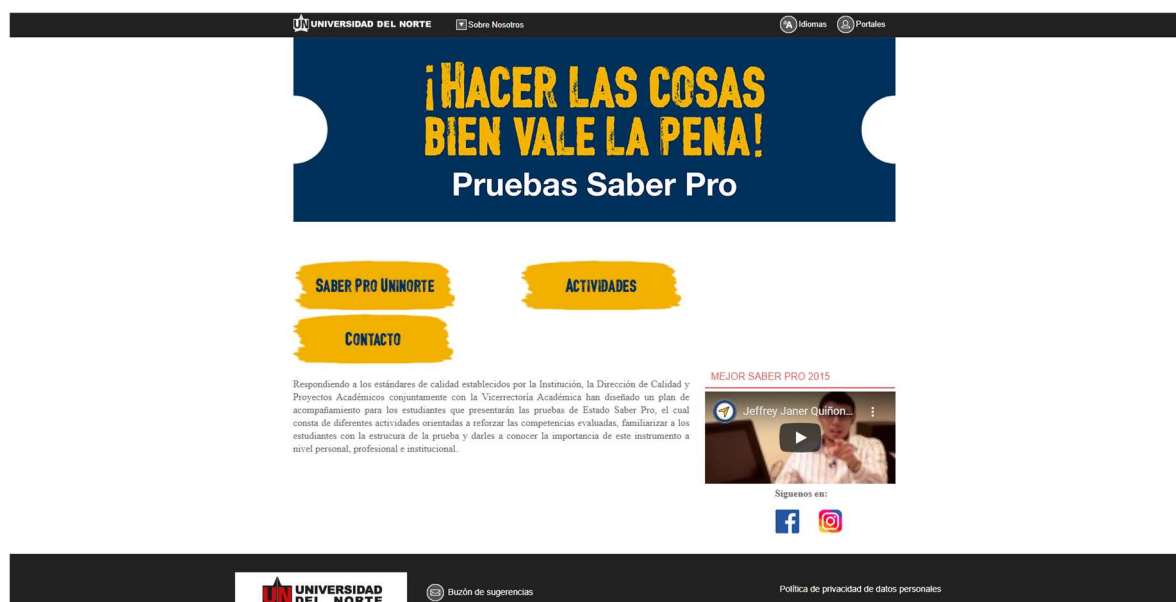 UNIVERSIDAD DEL NORTE
Sobre Nosotros
Idiomas
Portales
¡HACER LAS COSAS
BIEN VALE LA PENA!
Pruebas Saber Pro
SABER PRO UNINORTE
ACTIVIDADES
CONTACTO
Respondiendo a los estándares de calidad establecidos por la Institución, la Dirección de Calidad y
Proyectos Académicos conjuntamente con la Vicerrectoría Académica han diseñado un plan de
acompañamiento para los estudiantes que presentarán las pruebas de Estado Saber Pro, el cual
consta de diferentes actividades orientadas a reforzar las competencias evaluadas, familiarizar a los
estudiantes con la estrucura de la prueba y darles a conocer la importancia de este instrumento a
nivel personal, profesional e institucional.
MEJOR SABER PRO 2015
Jeffrey Janer Quiñon...
Siguenos en:
UNIVERSIDAD
DEL NORTE
Buzón de sugerencias
Política de privacidad de datos personales